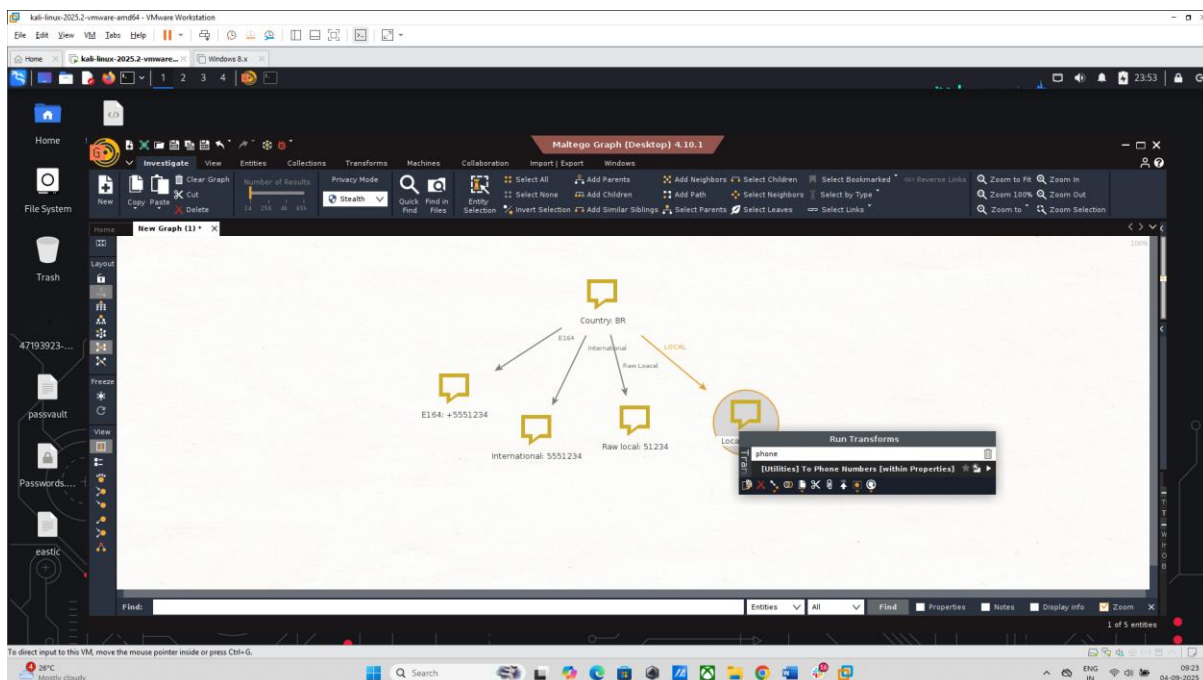 kali-linux-2025.2-vmware-amd64 - VMware Workstation
File Edit View VM Tabs Help
Home kali-linux-2025.2-vmware... Windows 8.x
1 2 3 4 23:53
Maltego Graph (Desktop) 4.10.1
Investigate View Entities Collections Transforms Machines Collaboration Import | Export Windows
New Copy Paste Clear Graph Cut Delete
Number of Results
Privacy Mode
Stealth
Quick Find Find in Files
Entity Selection
Select All Add Parents Add Neighbors Select Children Select Bookmarked Reverse Links Zoom to Fit Zoom In
Select None Add Children Add Path Select Neighbors Select by Type Zoom 100% Zoom Out
Invert Selection Add Similar Siblings Select Parents Select Leaves Select Links Zoom to Zoom Selection
Home New Graph (1) *
100%
Layout
Freeze
View
Home
File System
Trash
47193923-...
passvault
Passwords....
eastic
Country: BR
E164
International
Raw Loacal
LOCAL
E164: +5551234
International: 5551234
Raw local: 51234
Loca
Run Transforms
phone
[Utilities] To Phone Numbers [within Properties]
Find: Entities All Find Properties Notes Display info Zoom
1 of 5 entities
To direct input to this VM, move the mouse pointer inside or press Ctrl+G.
26°C
Mostly cloudy
Search
ENG
IN
09:23
04-09-2025